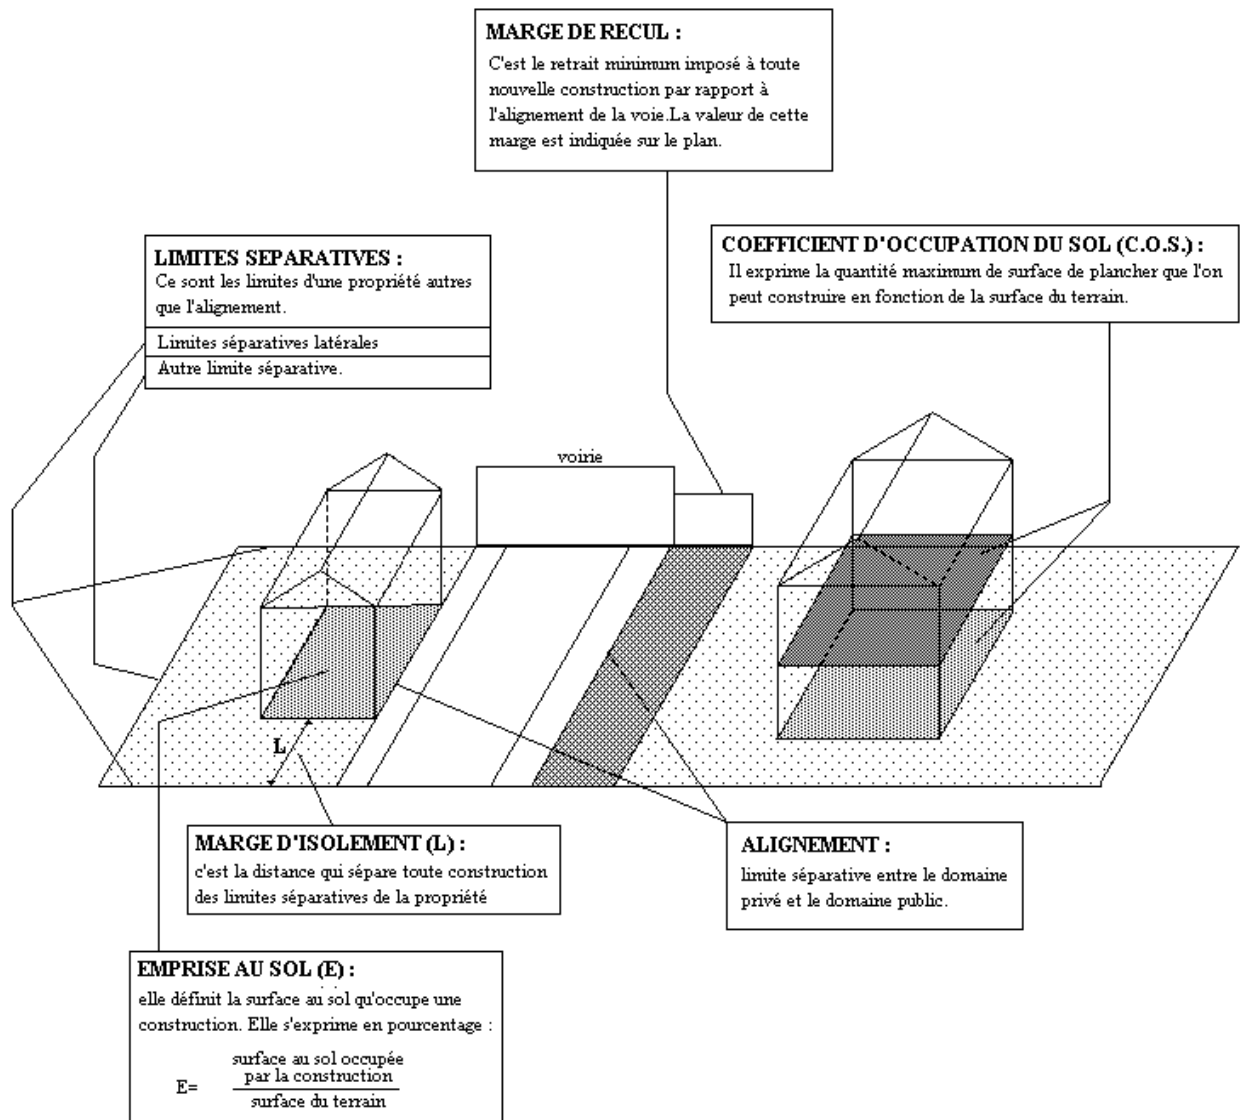 MARGE DE RECUL :
C'est le retrait minimum imposé à toute
nouvelle construction par rapport à
l'alignement de la voie.La valeur de cette
marge est indiquée sur le plan.
LIMITES SEPARATIVES :
Ce sont les limites d'une propriété autres
que l'alignement.
Limites séparatives latérales
Autre limite séparative.
COEFFICIENT D'OCCUPATION DU SOL (C.O.S.) :
Il exprime la quantité maximum de surface de plancher que l'on
peut construire en fonction de la surface du terrain.
voirie
L
MARGE D'ISOLEMENT (L) :
c'est la distance qui sépare toute construction
des limites séparatives de la propriété
ALIGNEMENT :
limite séparative entre le domaine
privé et le domaine public.
EMPRISE AU SOL (E) :
elle définit la surface au sol qu'occupe une
construction. Elle s'exprime en pourcentage :
surface au sol occupée
par la construction
E=
surface du terrain